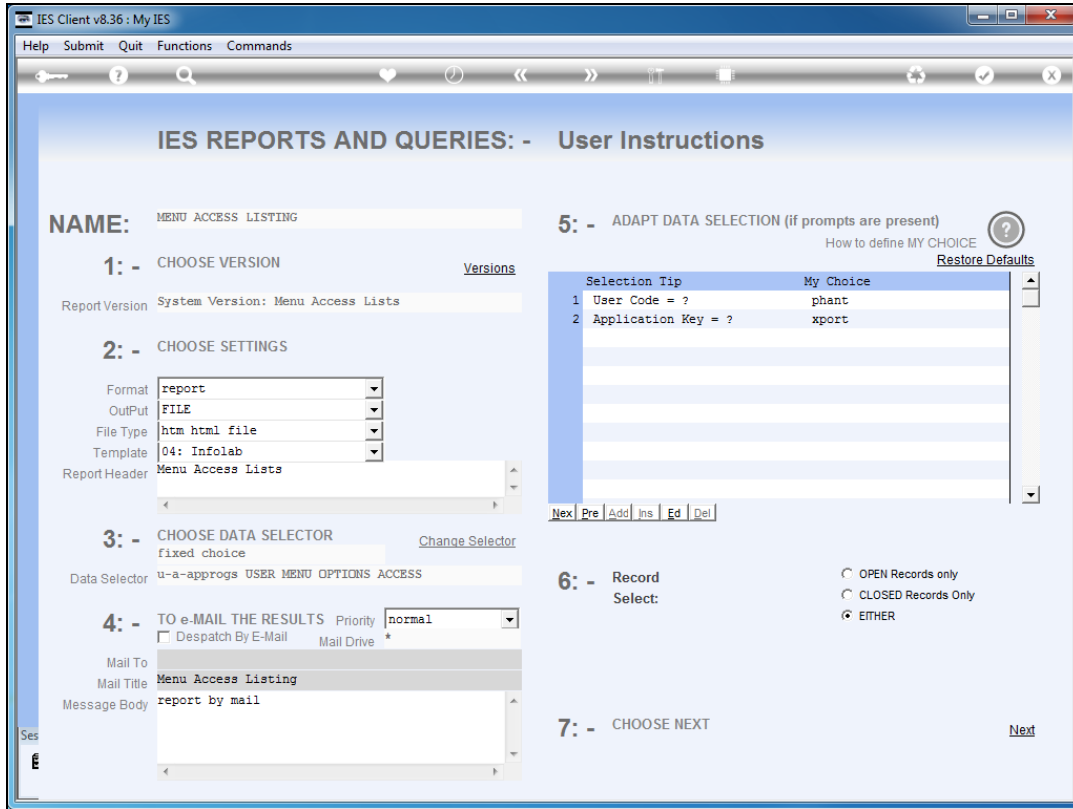 IES Client v8.36 : My IES
Help Submit Quit Functions Commands
IES REPORTS AND QUERIES: - User Instructions
NAME: MENU ACCESS LISTING
1: - CHOOSE VERSION Versions
Report Version System Version: Menu Access Lists
2: - CHOOSE SETTINGS
Format report
OutPut FILE
File Type htm html file
Template 04: Infolab
Report Header Menu Access Lists
3: - CHOOSE DATA SELECTOR
fixed choice Change Selector
Data Selector u-a-approgs USER MENU OPTIONS ACCESS
4: - TO e-MAIL THE RESULTS Priority normal
Despatch By E-Mail Mail Drive *
Mail To
Mail Title Menu Access Listing
Message Body report by mail
5: - ADAPT DATA SELECTION (if prompts are present)
How to define MY CHOICE ?
Restore Defaults
Selection Tip My Choice
1 User Code = ? phant
2 Application Key = ? xport
Nex Pre Add Ins Ed Del
6: - Record Select:
OPEN Records only
CLOSED Records Only
EITHER
7: - CHOOSE NEXT Next
Ses